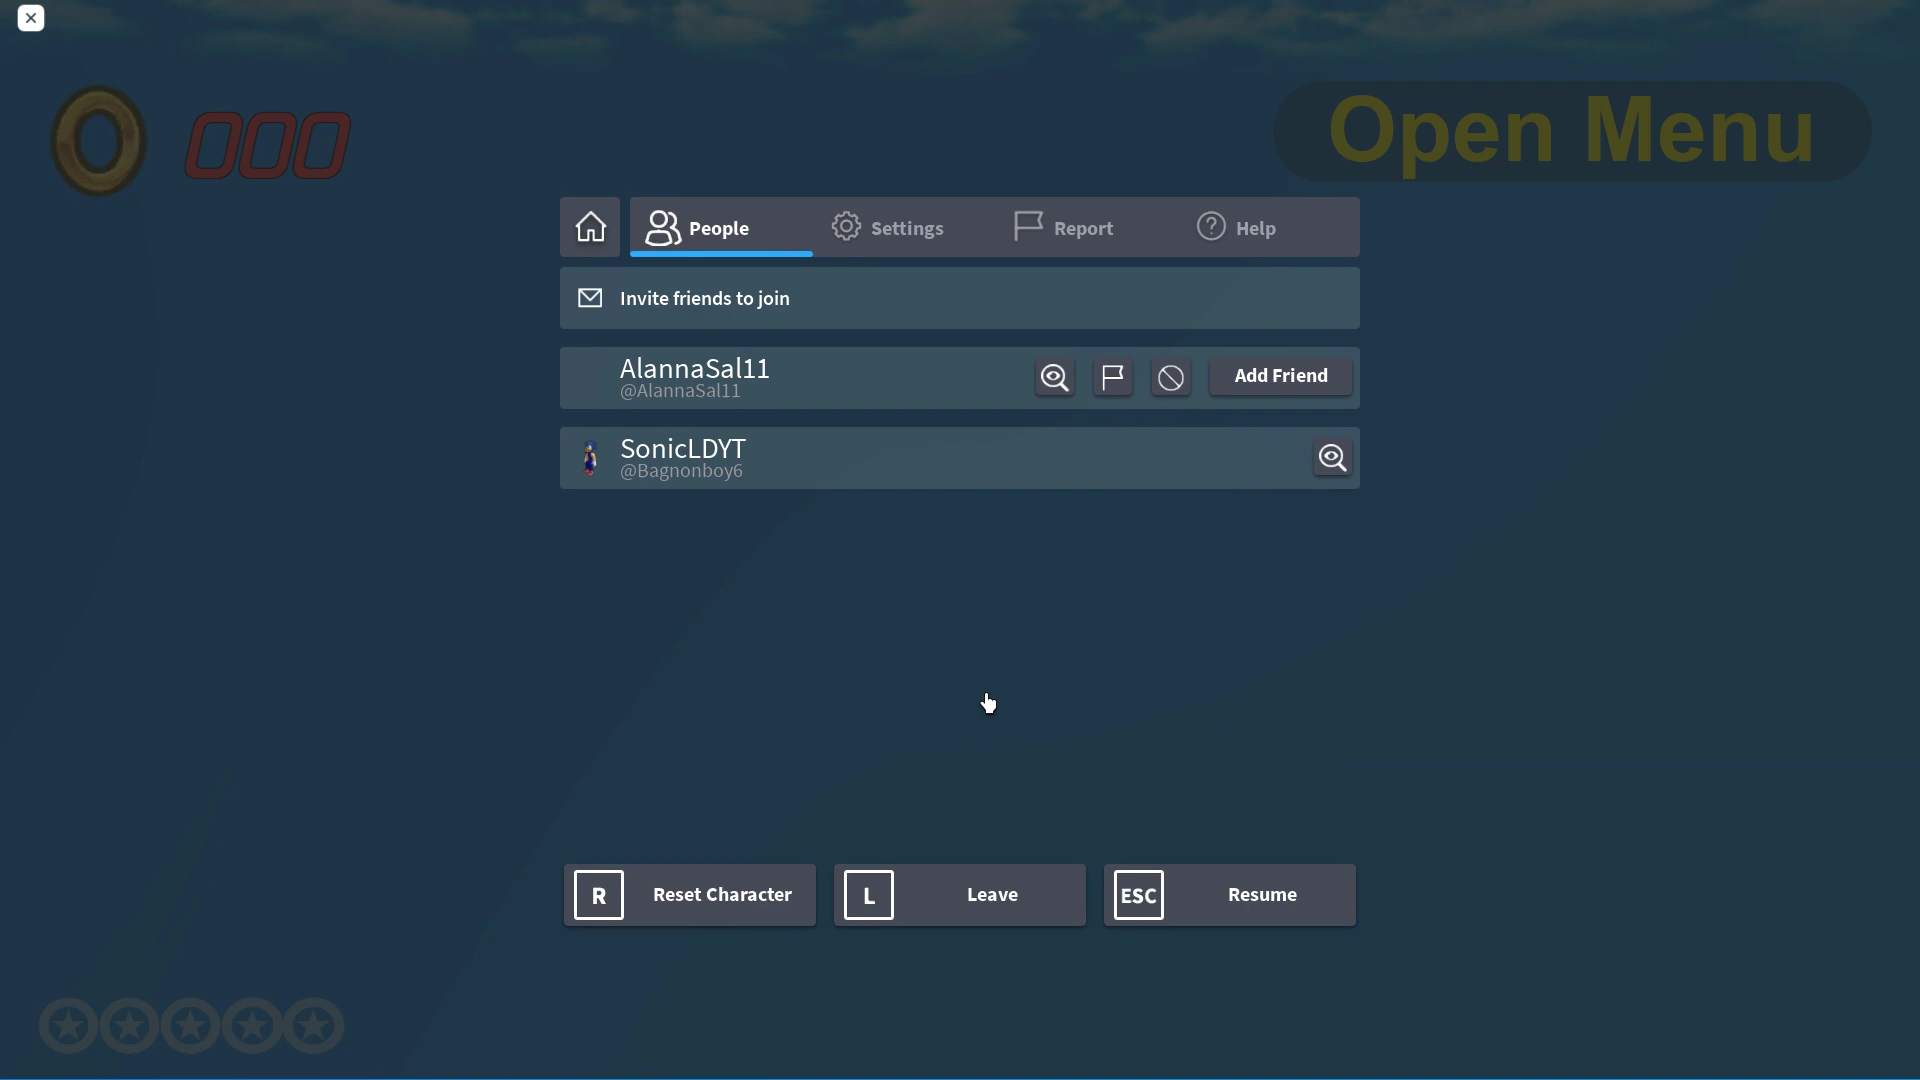 000
Open Menu
People
Settings
Report
Help
Invite friends to join
AlannaSal11
@AlannaSal11
Add Friend
SonicLDYT
@Bagnonboy6
R Reset Character
L Leave
ESC Resume